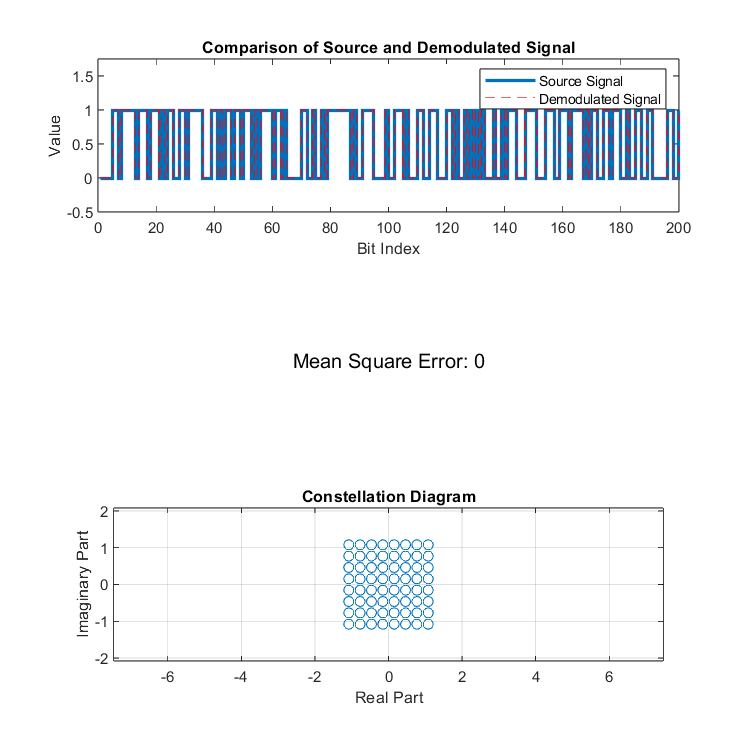 Comparison of Source and Demodulated Signal
Source Signal
Demodulated Signal
1.5
1
0.5
0
-0.5
Value
0 20 40 60 80 100 120 140 160 180 200
Bit Index
Mean Square Error: 0
Constellation Diagram
2
1
0
-1
-2
Imaginary Part
-6 -4 -2 0 2 4 6
Real Part